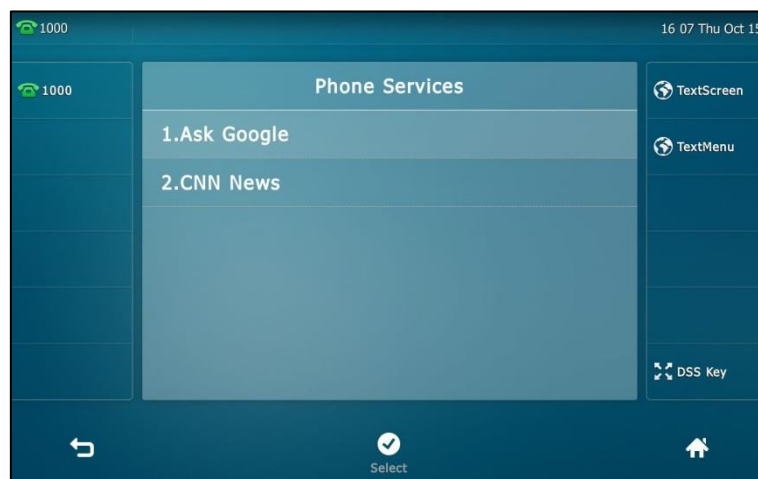 1000
16 07 Thu Oct 15
1000
Phone Services
1.Ask Google
2.CNN News
TextScreen
TextMenu
DSS Key
Select